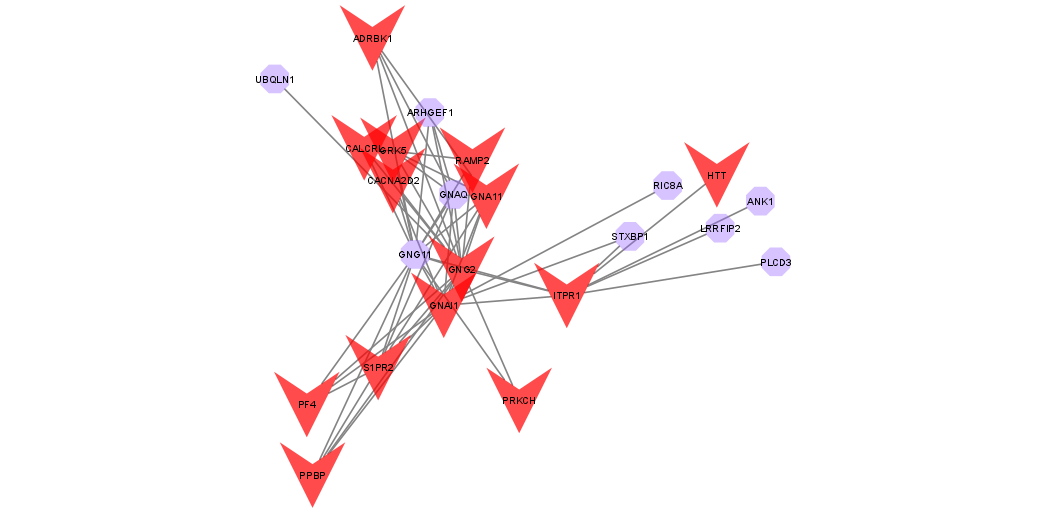 ADRBK1
UBQLN1
ARHGEF1
CALCRL
GRK5
RAMP2
CACNA2D2
HTT
RIC8A
GNAQ
GNA11
ANK1
LRRFIP2
STXBP1
GNG11
PLCD3
GNG2
ITPR1
GNAI1
S1PR2
PRKCH
PF4
PPBP